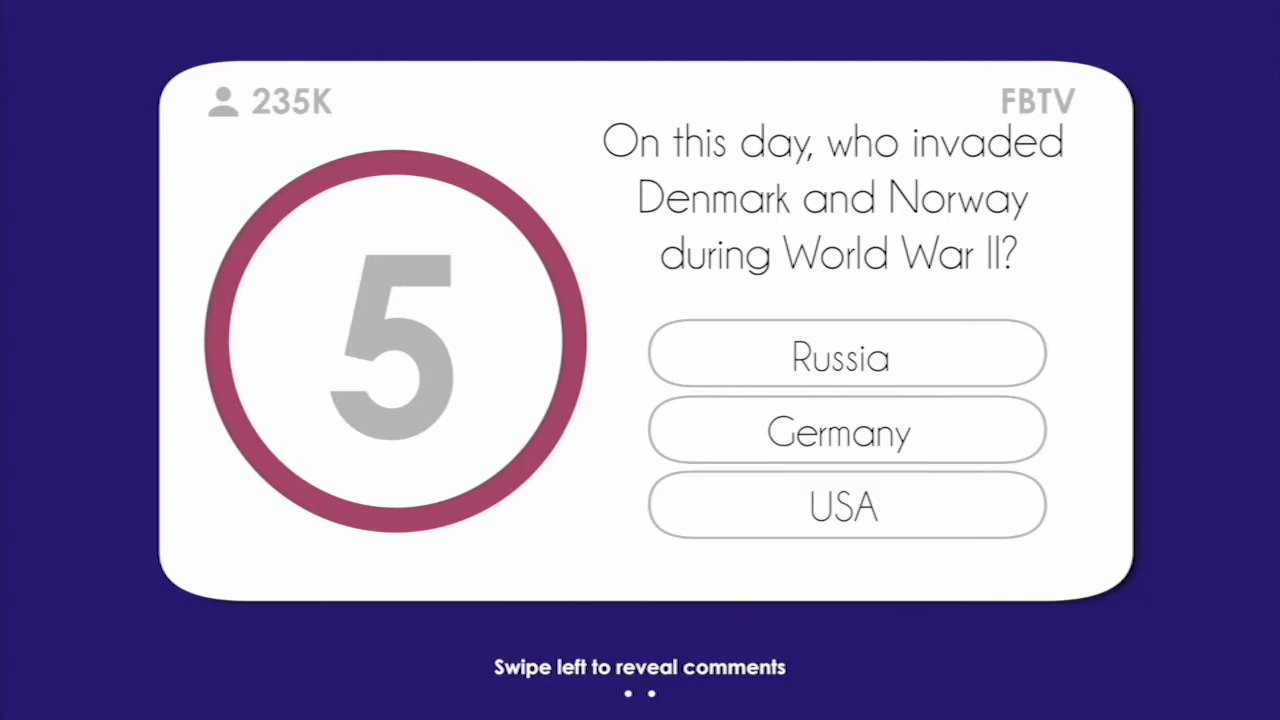 235K
FBTV
On this day, who invaded
Denmark and Norway
during World War II?
5
Russia
Germany
USA
Swipe left to reveal comments